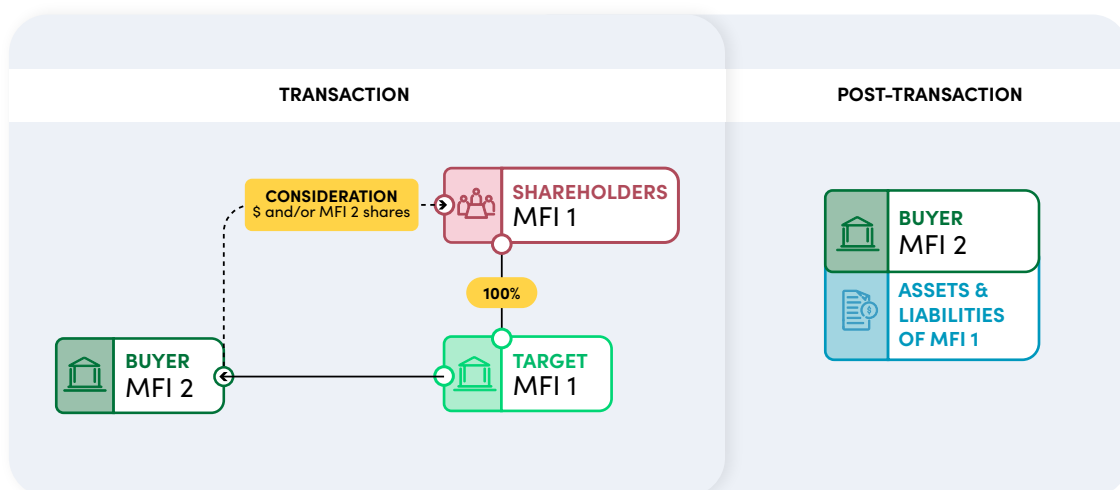 TRANSACTION
POST-TRANSACTION
CONSIDERATION
$ and/or MFI 2 shares
SHAREHOLDERS
MFI 1
100%
BUYER
MFI 2
TARGET
MFI 1
BUYER
MFI 2
ASSETS &
LIABILITIES
OF MFI 1
$